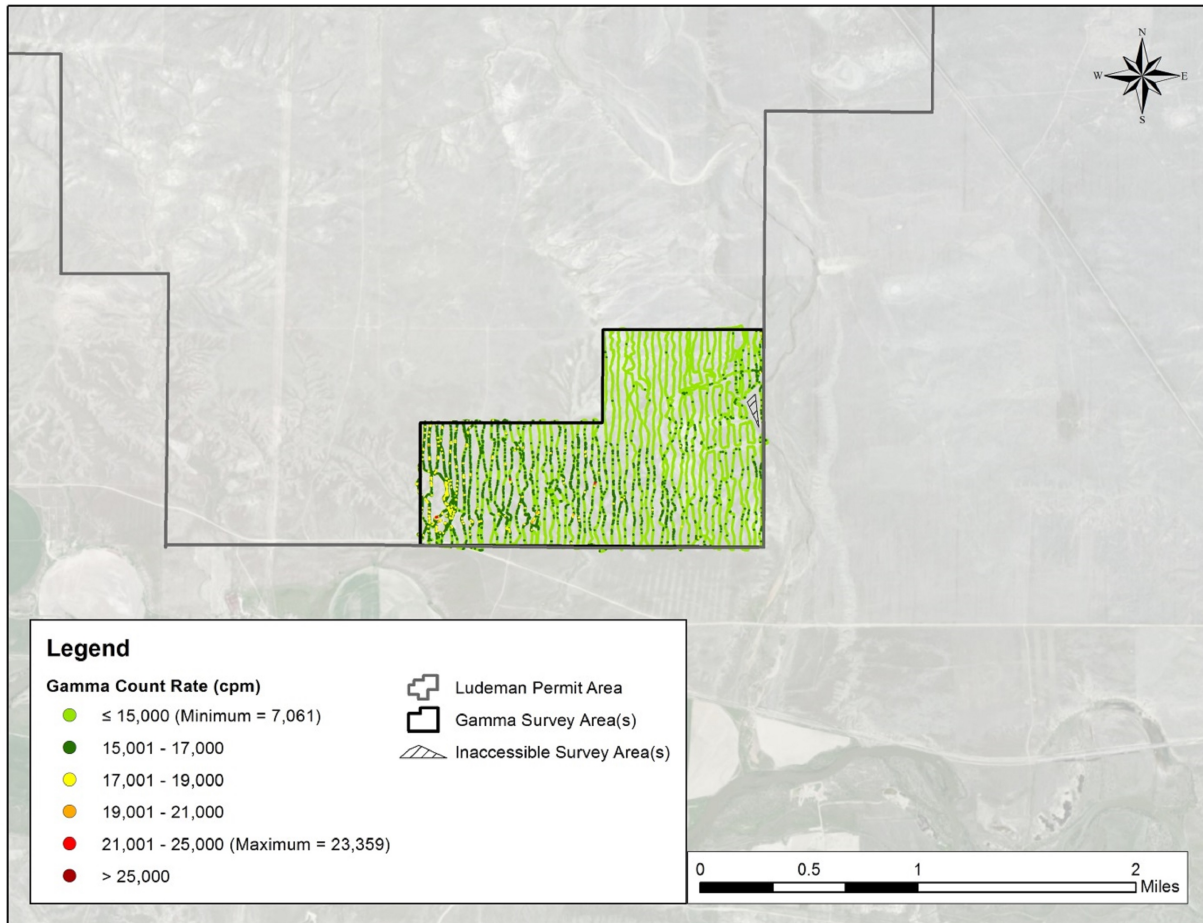 N
W E
S
Legend
Gamma Count Rate (cpm)
≤ 15,000 (Minimum = 7,061)
15,001 - 17,000
17,001 - 19,000
19,001 - 21,000
21,001 - 25,000 (Maximum = 23,359)
> 25,000
Ludeman Permit Area
Gamma Survey Area(s)
Inaccessible Survey Area(s)
0 0.5 1 2
Miles